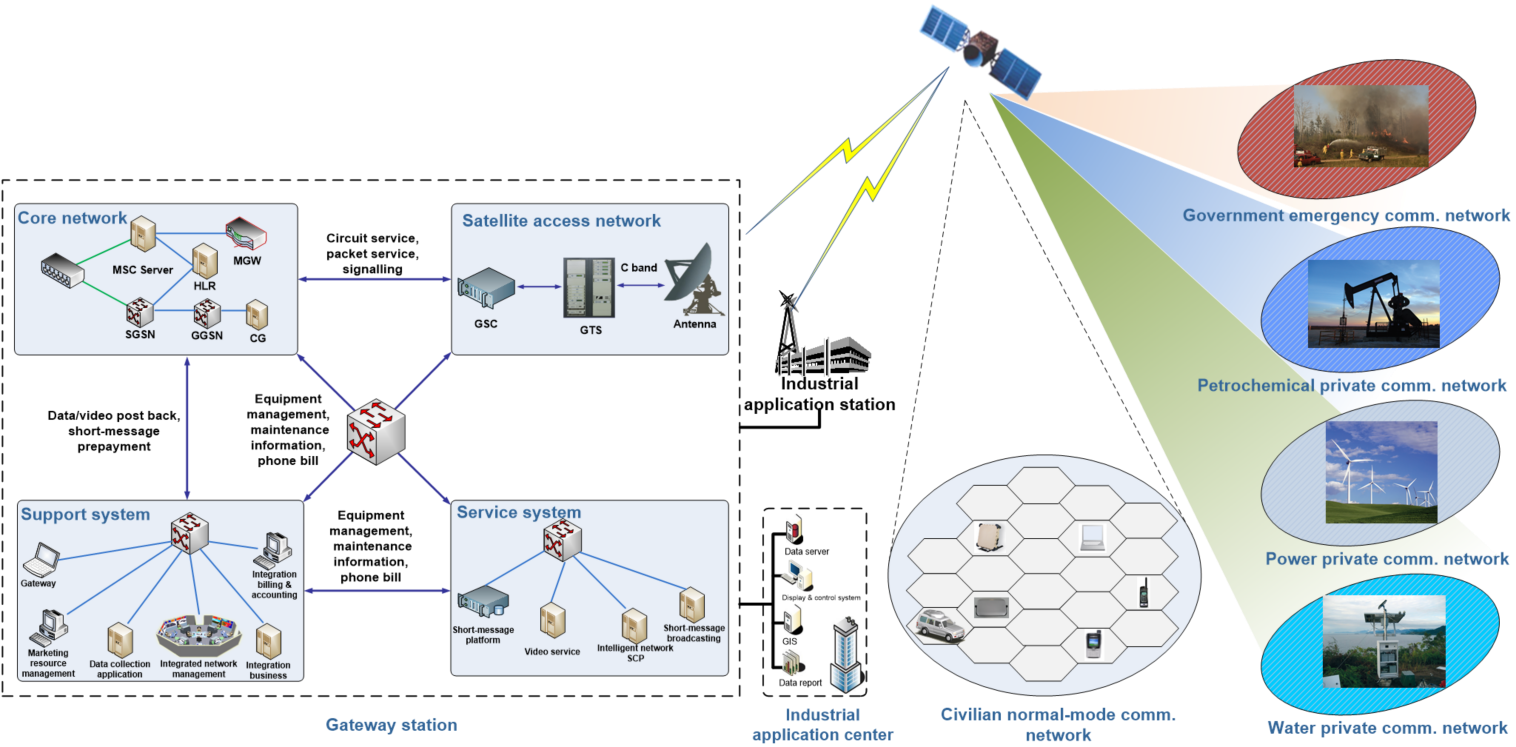 Core network
MSC Server
MGW
HLR
SGSN
GGSN
CG
Circuit service,
packet service,
signalling
Satellite access network
GSC
GTS
C band
Antenna
Data/video post back,
short-message
prepayment
Equipment
management,
maintenance
information,
phone bill
Support system
Gateway
Integration
billing &
accounting
Marketing
resource
management
Data collection
application
Integrated network
management
Integration
business
Equipment
management,
maintenance
information,
phone bill
Service system
Short-message
platform
Video service
Intelligent network
SCP
Short-message
broadcasting
Gateway station
Industrial
application station
Data server
Display & control system
GIS
Data report
Industrial
application center
Civilian normal-mode comm.
network
Government emergency comm. network
Petrochemical private comm. network
Power private comm. network
Water private comm. network